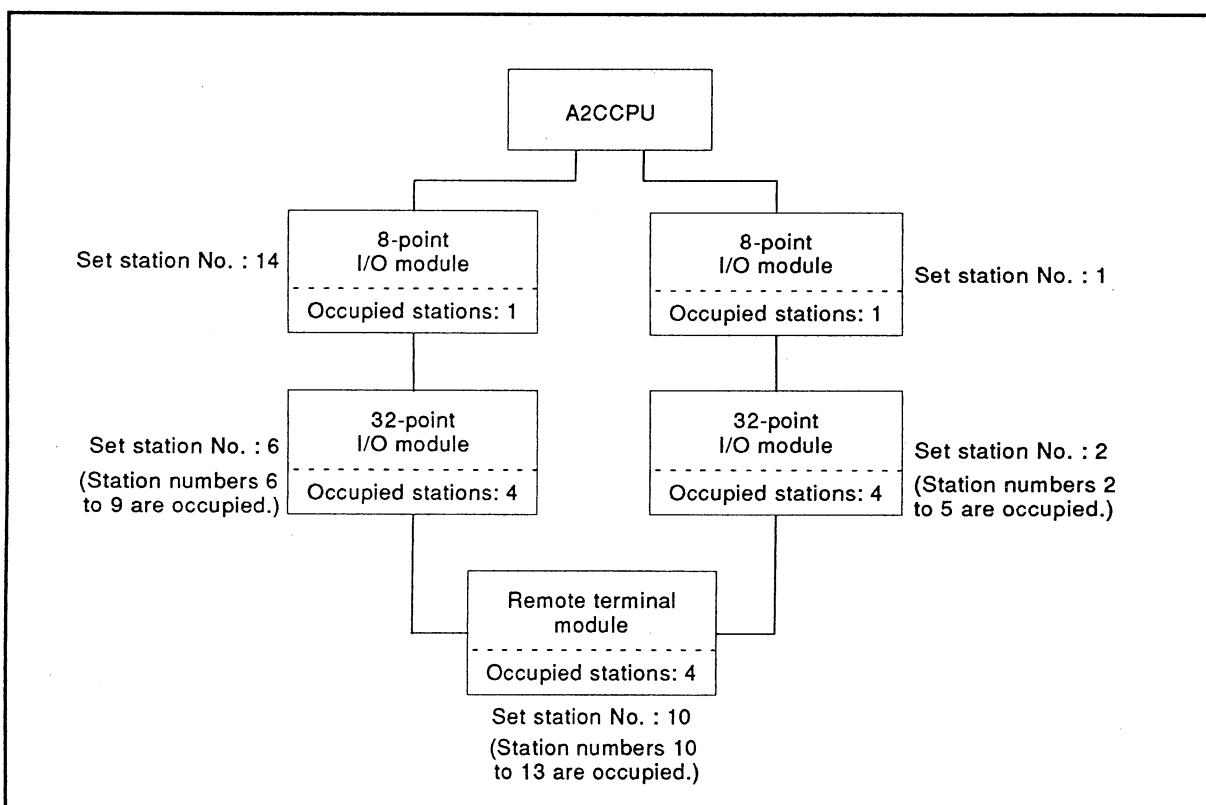 A2CCPU
Set station No. : 14
8-point
I/O module
Occupied stations: 1
8-point
I/O module
Occupied stations: 1
Set station No. : 1
Set station No. : 6
(Station numbers 6
to 9 are occupied.)
32-point
I/O module
Occupied stations: 4
32-point
I/O module
Occupied stations: 4
Set station No. : 2
(Station numbers 2
to 5 are occupied.)
Remote terminal
module
Occupied stations: 4
Set station No. : 10
(Station numbers 10
to 13 are occupied.)